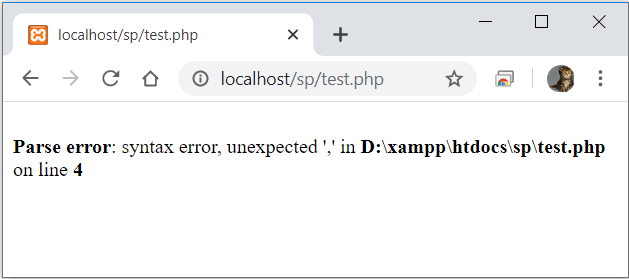 localhost/sp/test.php
localhost/sp/test.php
Parse error: syntax error, unexpected ',' in D:\xampp\htdocs\sp\test.php
on line 4